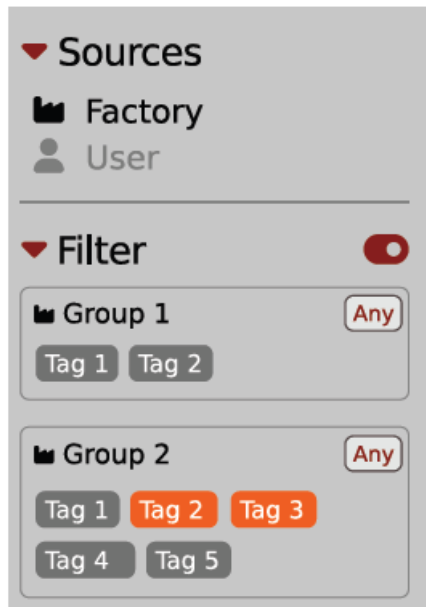 Sources
Factory
User
Filter
Group 1 Any
Tag 1 Tag 2
Group 2 Any
Tag 1 Tag 2 Tag 3
Tag 4 Tag 5